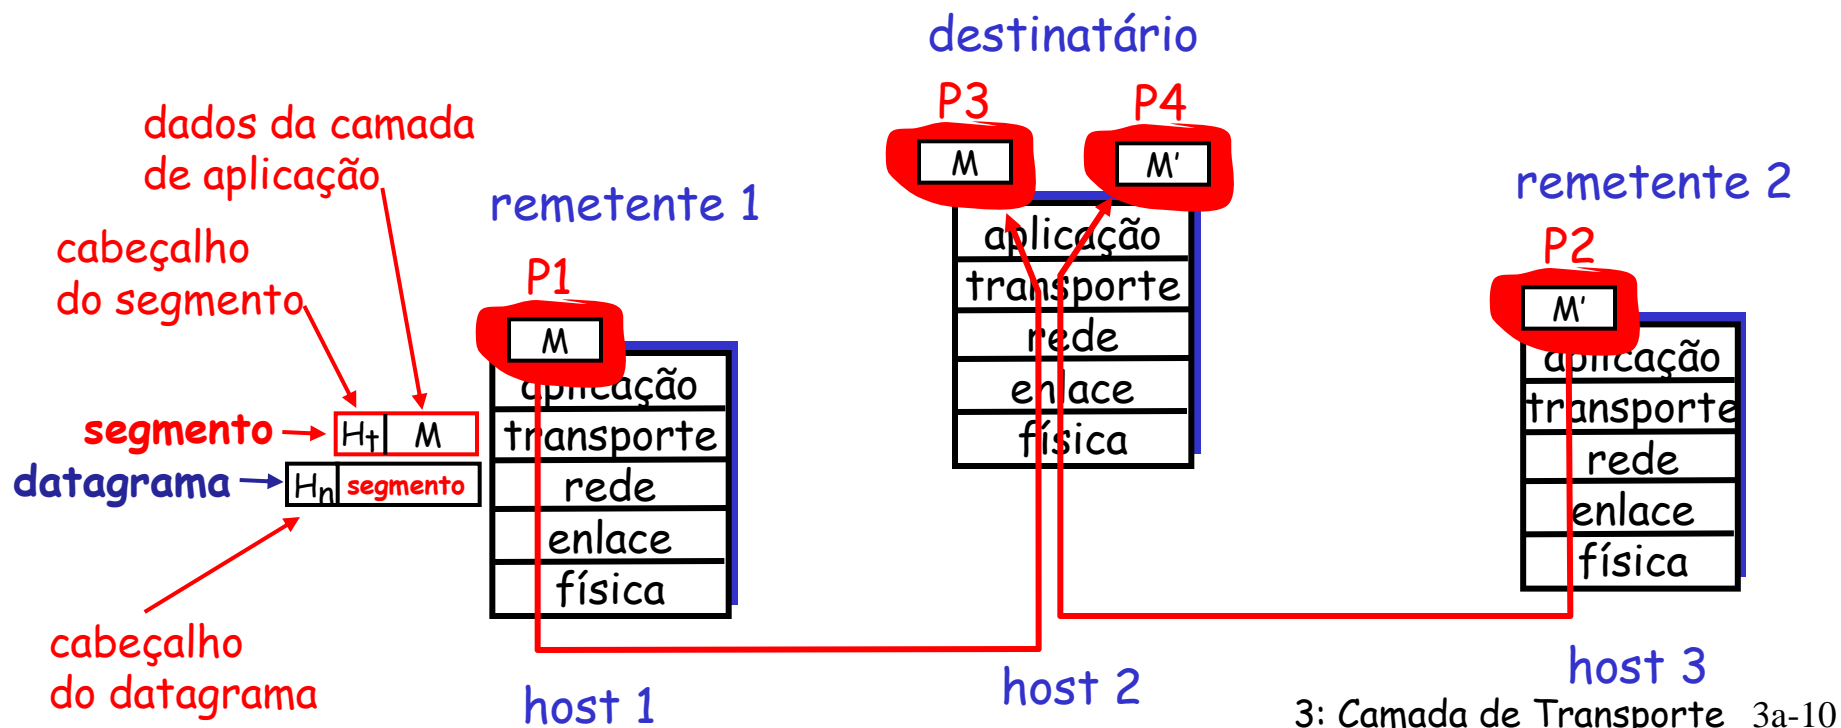 destinatário
P3
P4
M
M'
dados da camada
de aplicação
remetente 1
remetente 2
cabeçalho
do segmento
P1
P2
M
M'
aplicação
transporte
rede
enlace
física
aplicação
transporte
rede
enlace
física
aplicação
transporte
rede
enlace
física
segmento
Ht M
datagrama
Hn segmento
cabeçalho
do datagrama
host 1
host 2
host 3
3: Camada de Transporte 3a-10